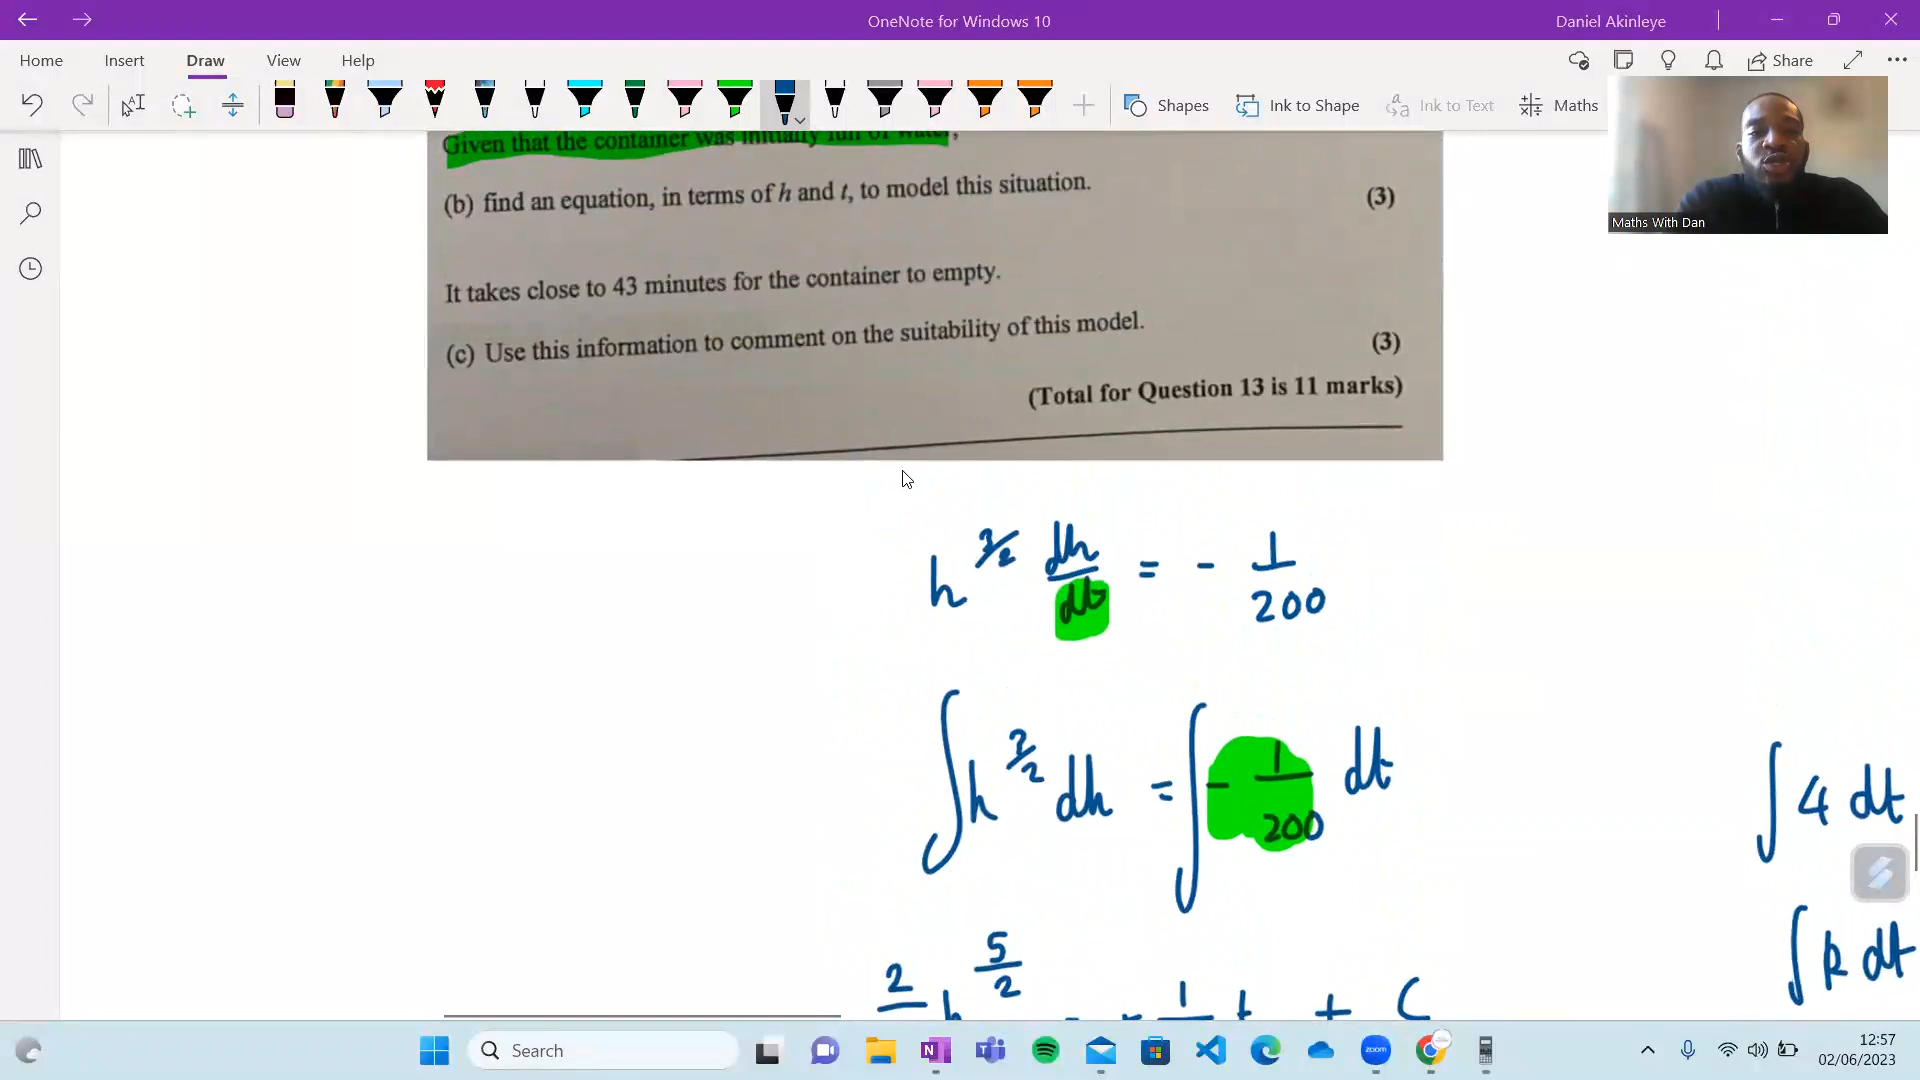 OneNote for Windows 10
Daniel Akinleye
Home Insert Draw View Help
Share
Shapes
Ink to Shape
Ink to Text
Maths
Maths With Dan
Given that the container was initially full of water,
(b) find an equation, in terms of h and t, to model this situation.
(3)
It takes close to 43 minutes for the container to empty.
(c) Use this information to comment on the suitability of this model.
(3)
(Total for Question 13 is 11 marks)
h^{3/2} dh/dt = - 1/200
∫ h^{3/2} dh = ∫ - 1/200 dt
∫ 4 dt
∫ k dt
2 h^{5/2} = - 1 t + C
Search
zoom
12:57
02/06/2023